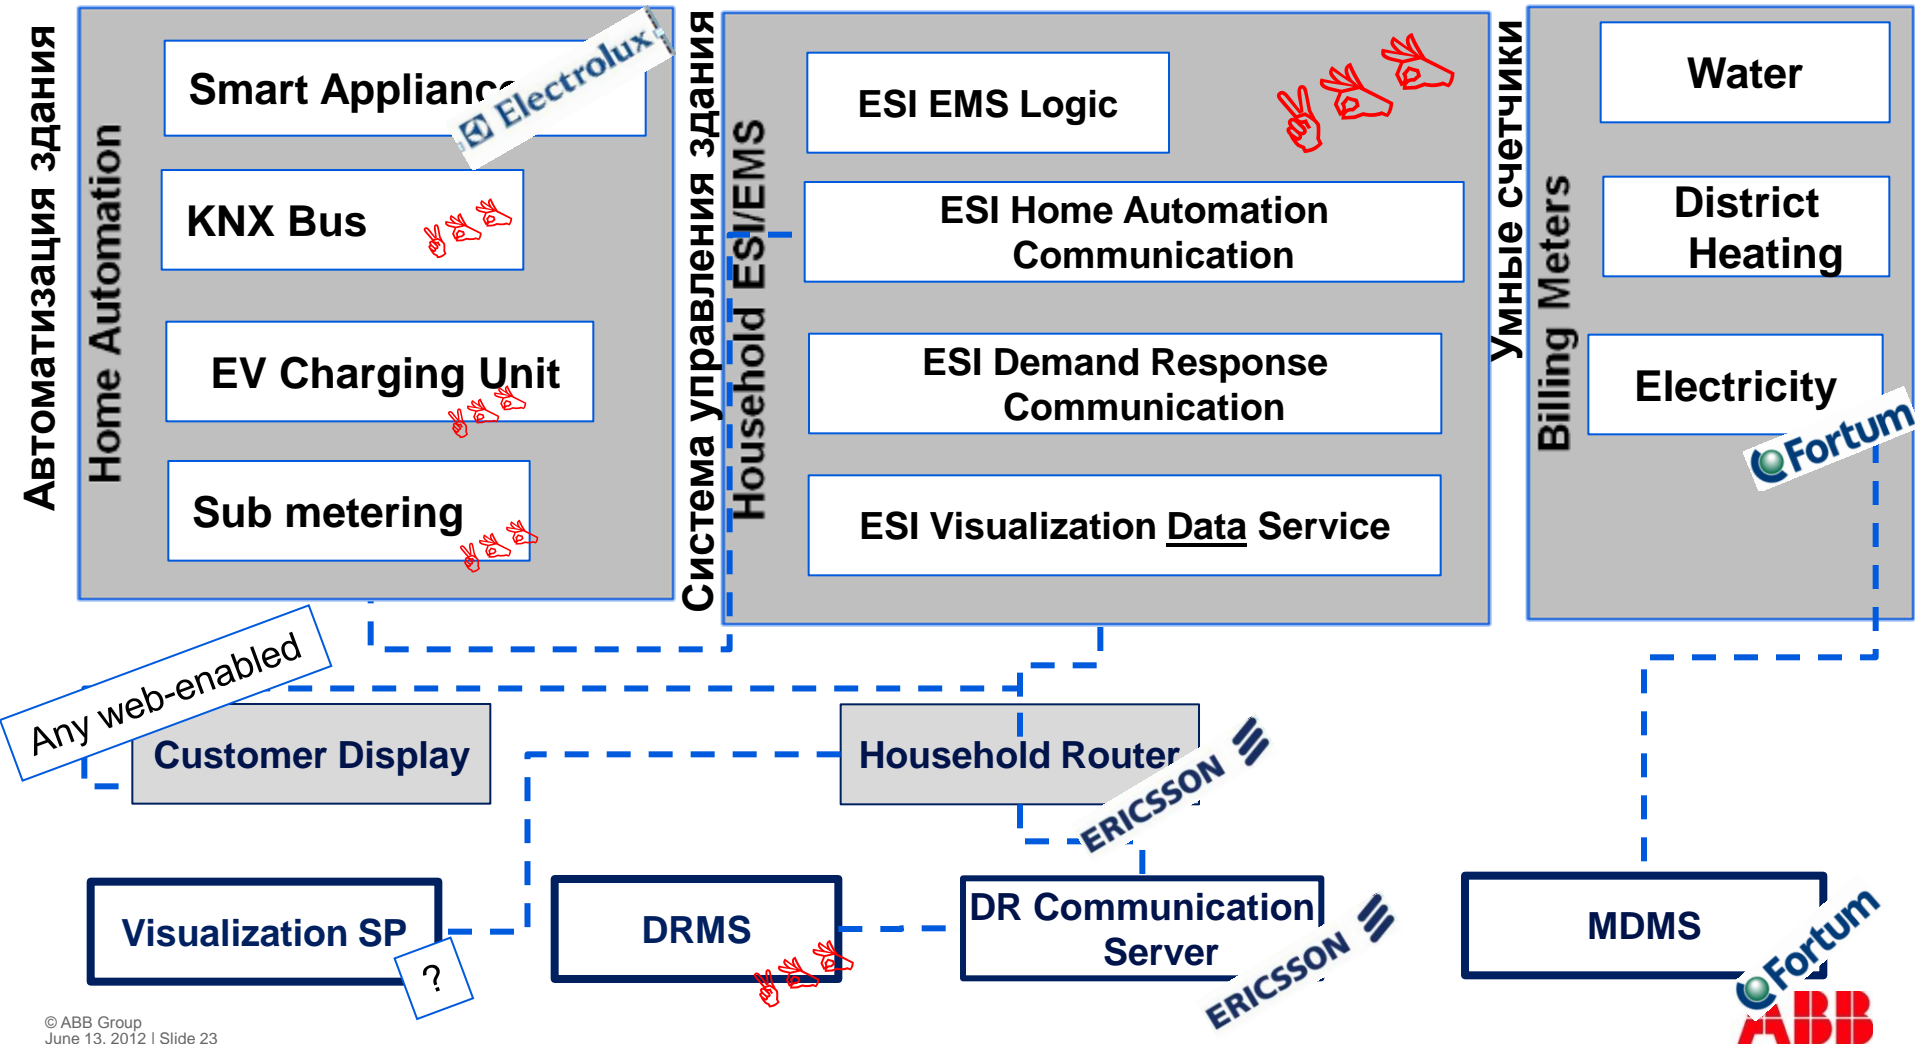 Автоматизация здания
Home Automation
Smart Applianc
Electrolux
KNX Bus
EV Charging Unit
Sub metering
Система управления здания
Household ESI/EMS
ESI EMS Logic
ESI Home Automation
Communication
ESI Demand Response
Communication
ESI Visualization Data Service
Умные счетчики
Billing Meters
Water
District
Heating
Electricity
Fortum
Any web-enabled
Customer Display
Household Router
ERICSSON
Visualization SP
?
DRMS
DR Communication
Server
ERICSSON
MDMS
Fortum
ABB
© ABB Group
June 13, 2012 | Slide 23